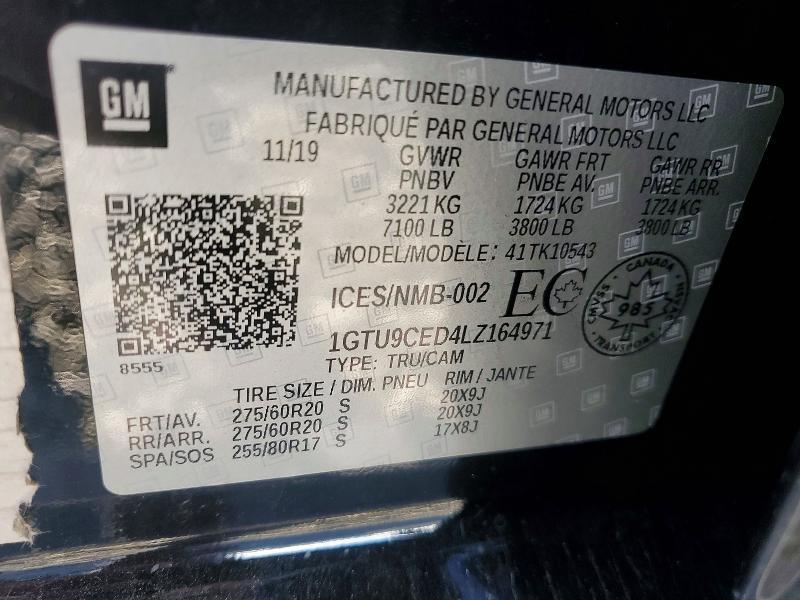 GM
MANUFACTURED BY GENERAL MOTORS LLC
FABRIQUÉ PAR GENERAL MOTORS LLC
11/19 GVWR GAWR FRT GAWR RR
PNBV PNBE AV. PNBE ARR.
3221 KG 1724 KG 1724 KG
7100 LB 3800 LB 3800 LB
MODEL/MODÈLE: 41TK10543
ICES/NMB-002 EC
CANADA
CMVSS 985 NSVAC
TRANSPORT
1GTU9CED4LZ164971
TYPE: TRU/CAM
8555
TIRE SIZE / DIM. PNEU RIM / JANTE
FRT/AV. 275/60R20 S 20X9J
RR/ARR. 275/60R20 S 20X9J
SPA/SOS 255/80R17 S 17X8J